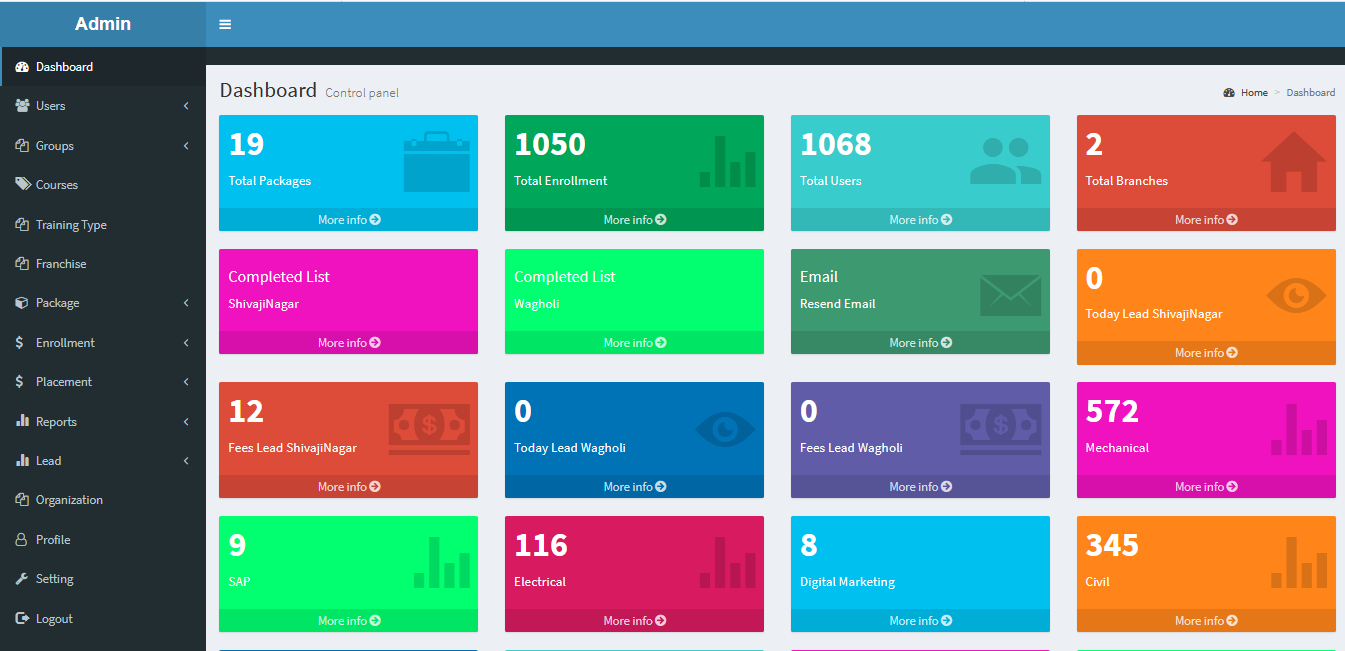 Admin
Dashboard
Users
Groups
Courses
Training Type
Franchise
Package
Enrollment
Placement
Reports
Lead
Organization
Profile
Setting
Logout
Dashboard Control panel
Home > Dashboard
19
Total Packages
More info
1050
Total Enrollment
More info
1068
Total Users
More info
2
Total Branches
More info
Completed List
ShivajiNagar
More info
Completed List
Wagholi
More info
Email
Resend Email
More info
0
Today Lead ShivajiNagar
More info
12
Fees Lead ShivajiNagar
More info
0
Today Lead Wagholi
More info
0
Fees Lead Wagholi
More info
572
Mechanical
More info
9
SAP
More info
116
Electrical
More info
8
Digital Marketing
More info
345
Civil
More info